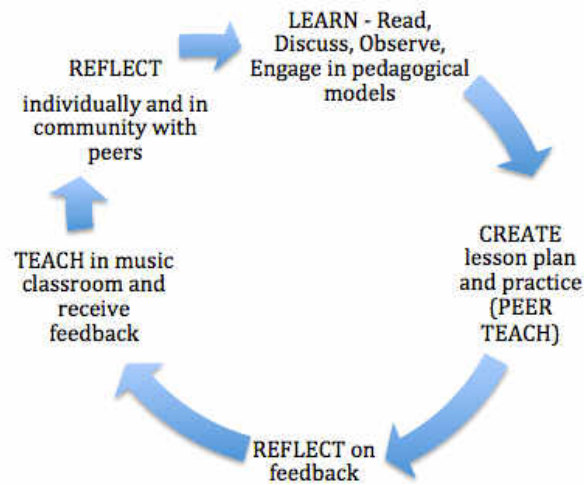 LEARN - Read,
Discuss, Observe,
Engage in pedagogical
models
CREATE
lesson plan
and practice
(PEER
TEACH)
REFLECT on
feedback
TEACH in music
classroom and
receive
feedback
REFLECT
individually and in
community with
peers